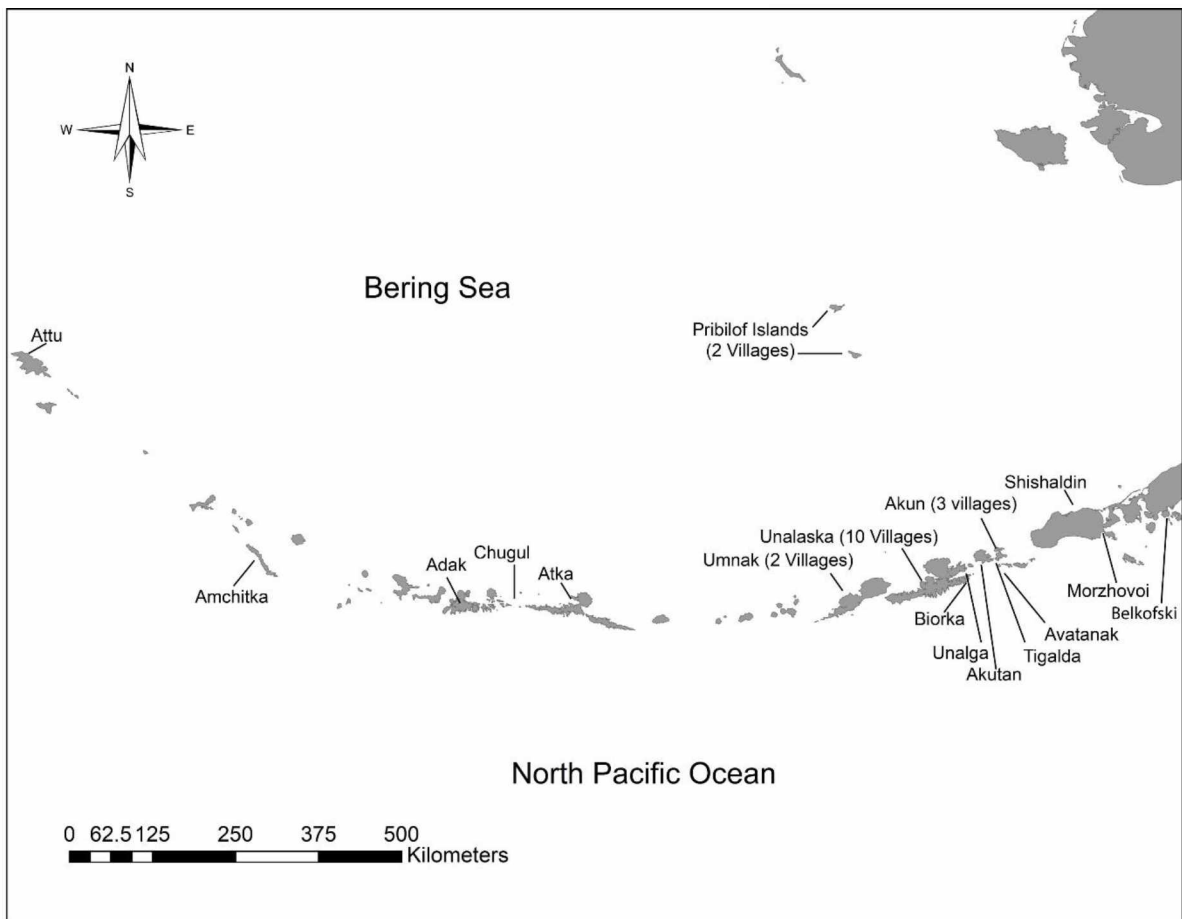 N
W E
S
Bering Sea
Attu
Pribilof Islands
(2 Villages)
Shishaldin
Akun (3 villages)
Unalaska (10 Villages)
Umnak (2 Villages)
Chugul
Adak
Atka
Amchitka
Morzhovoi
Belkofski
Biorka
Avatanak
Unalga
Tigalda
Akutan
North Pacific Ocean
0 62.5 125 250 375 500
Kilometers